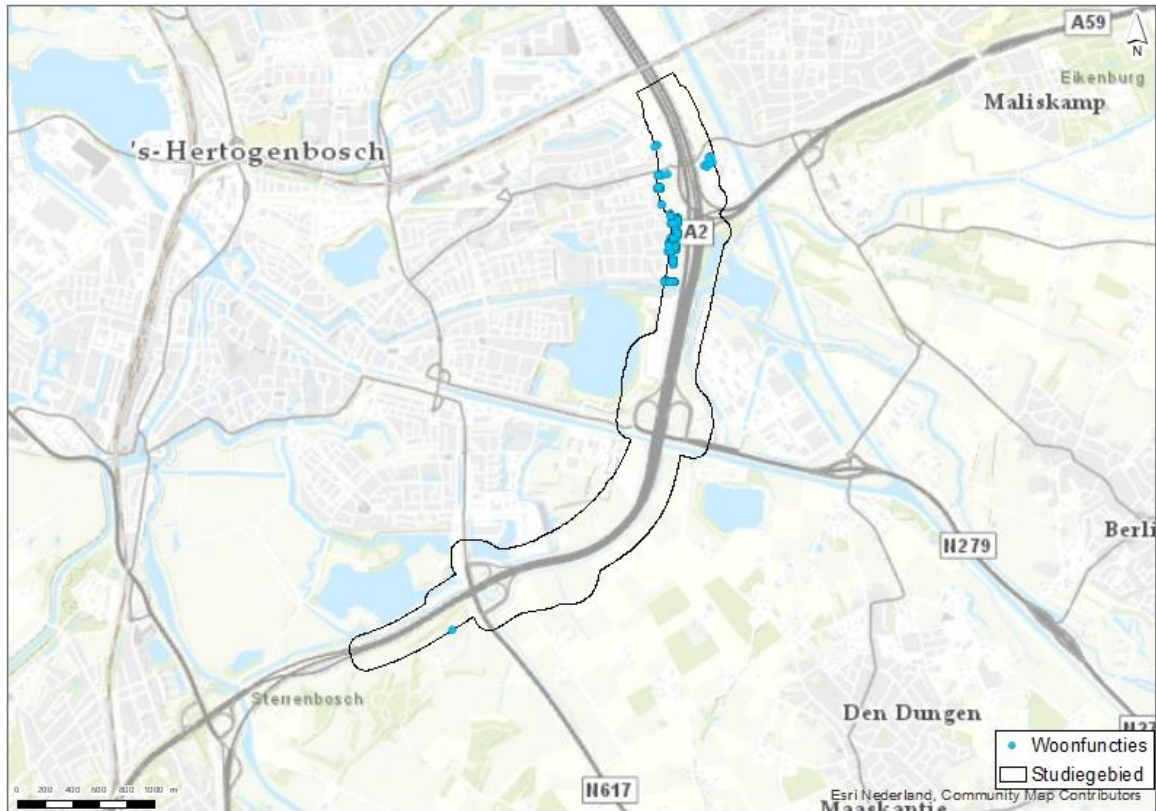 A59
N
Eikenburg
Maliskamp
's-Hertogenbosch
A2
N279
Berli
Sterrenbosch
Den Dungen
N27
N617
Maaskantje
Woonfuncties
Studiegebied
0 200 400 600 800 1000 m
Esri Nederland, Community Map Contributors